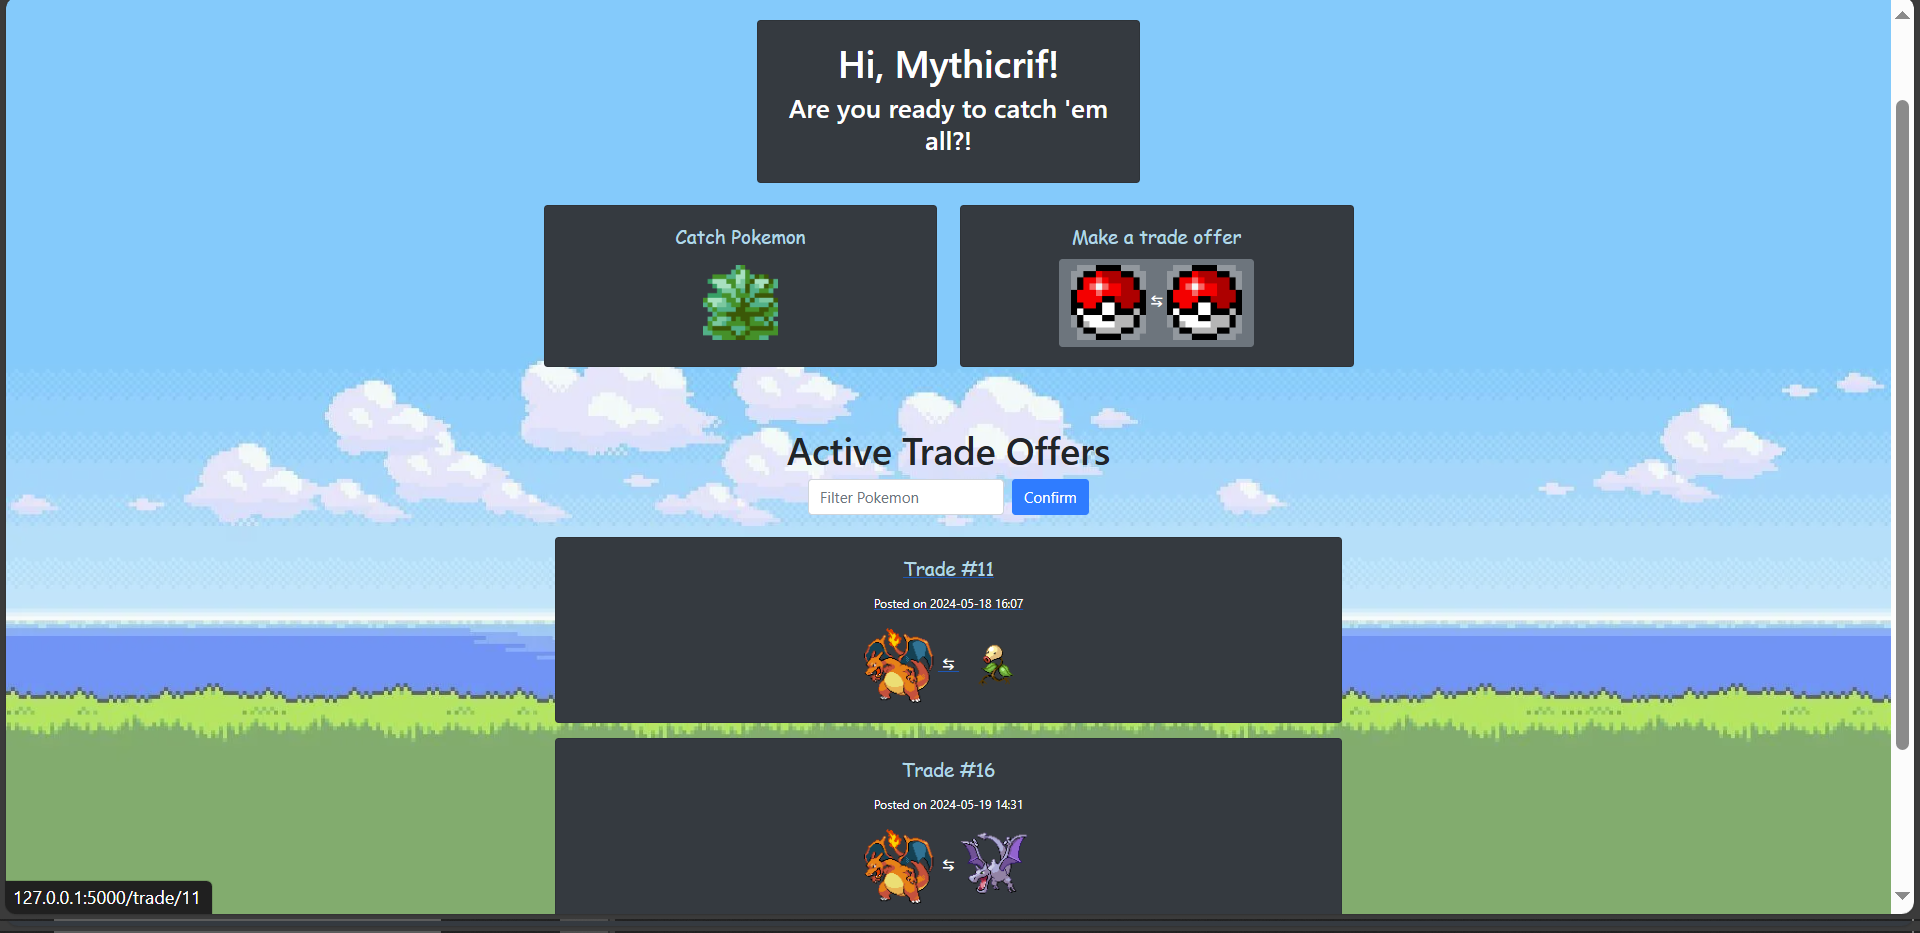 Hi, Mythicrif!
Are you ready to catch 'em
all?!
Catch Pokemon
Make a trade offer
Active Trade Offers
Filter Pokemon
Confirm
Trade #11
Posted on 2024-05-18 16:07
Trade #16
Posted on 2024-05-19 14:31
127.0.0.1:5000/trade/11